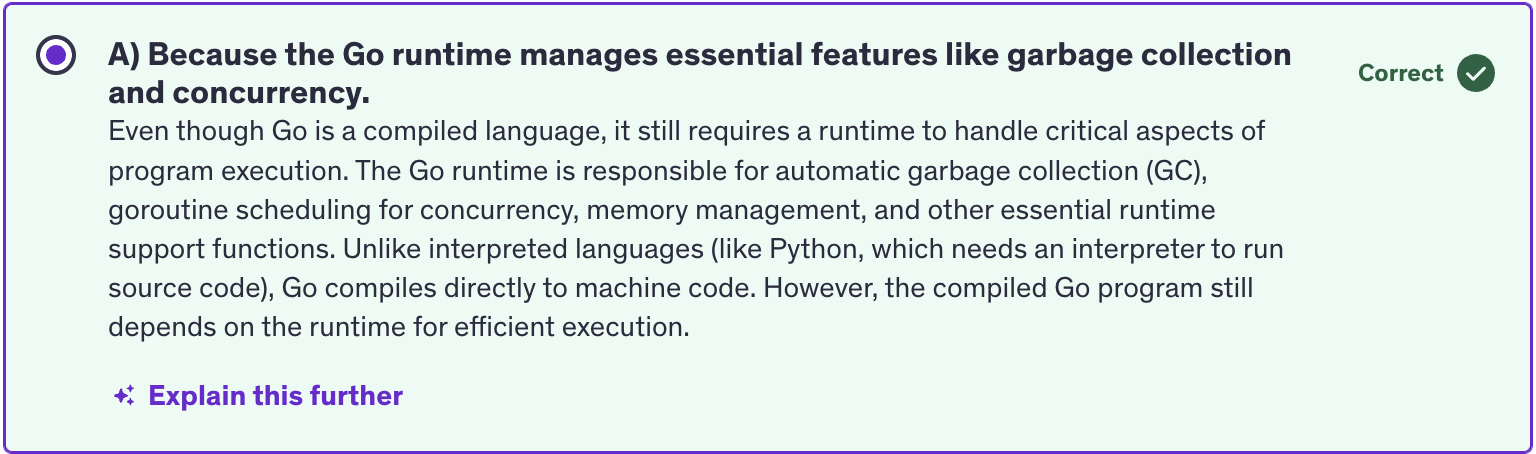 A) Because the Go runtime manages essential features like garbage collection
and concurrency.
Correct
Even though Go is a compiled language, it still requires a runtime to handle critical aspects of
program execution. The Go runtime is responsible for automatic garbage collection (GC),
goroutine scheduling for concurrency, memory management, and other essential runtime
support functions. Unlike interpreted languages (like Python, which needs an interpreter to run
source code), Go compiles directly to machine code. However, the compiled Go program still
depends on the runtime for efficient execution.
Explain this further